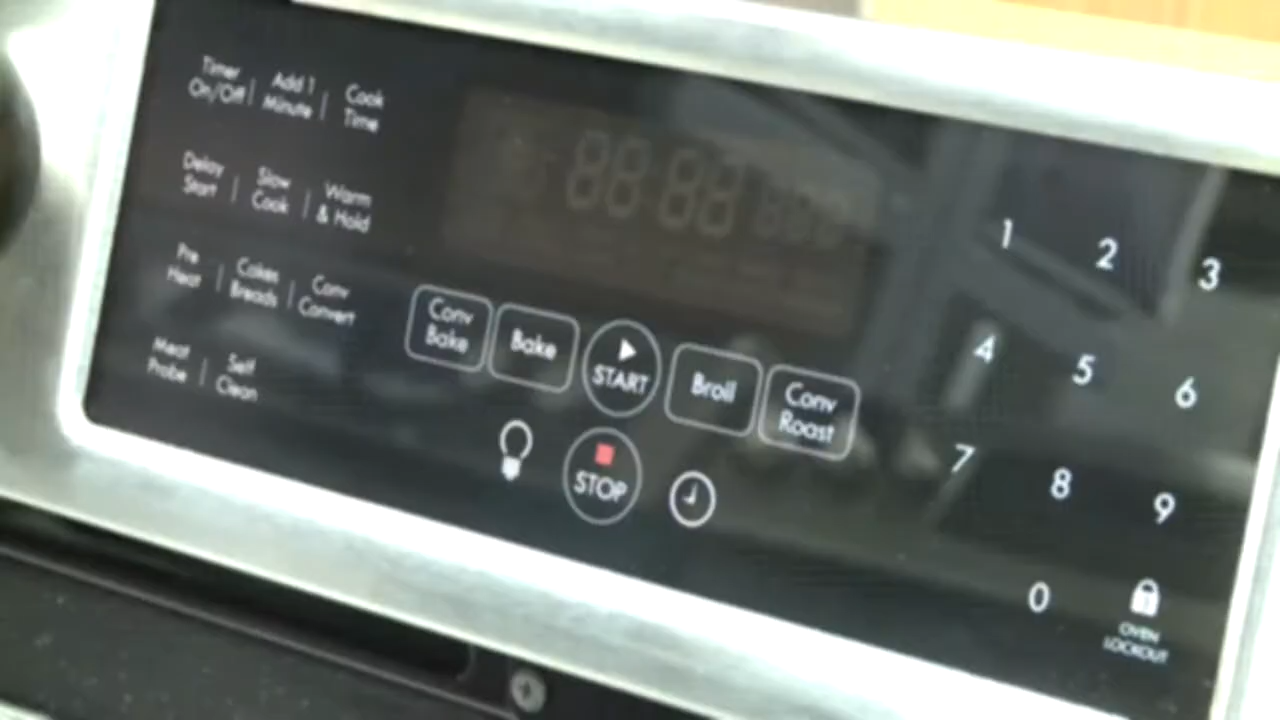 Timer On/Off | Add 1 Minute | Cook Time
Delay Start | Slow Cook | Warm & Hold
Pre Heat | Cakes Breads | Conv Convert
Meat Probe | Self Clean
88 88
Conv Bake
Bake
START
Broil
Conv Roast
STOP
1 2 3
4 5 6
7 8 9
0
OVEN
LOCKOUT